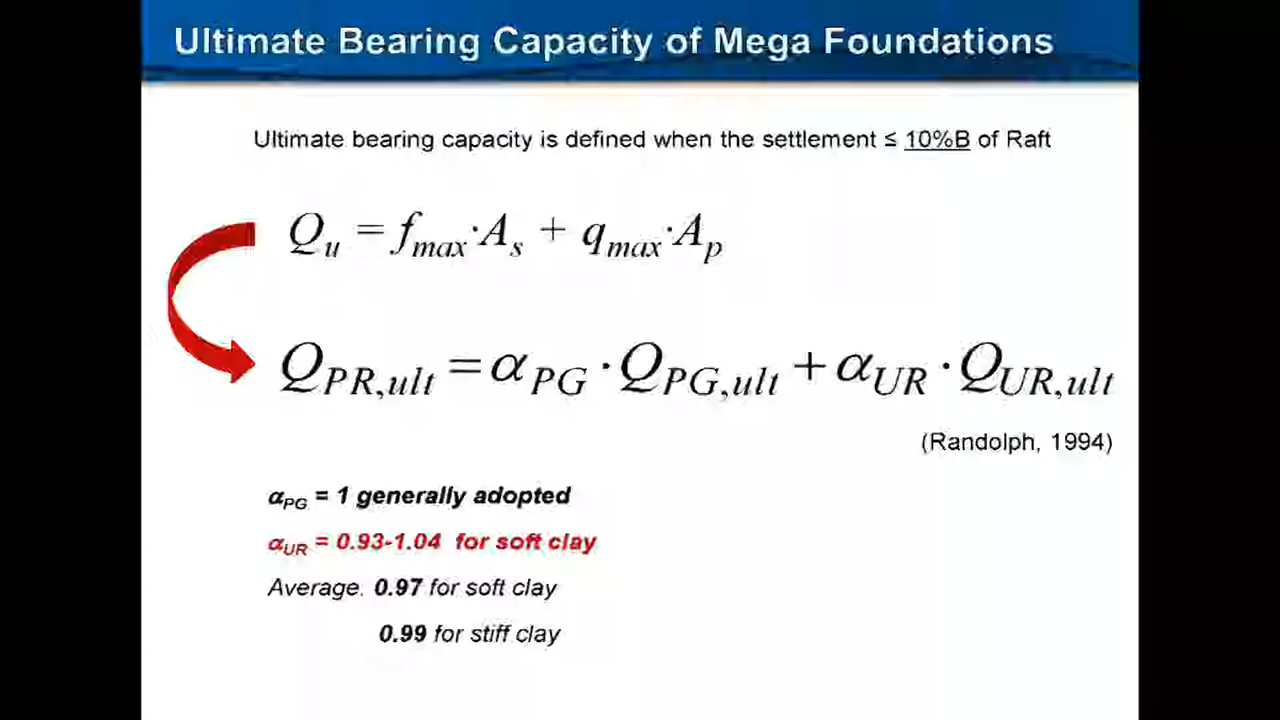 Ultimate Bearing Capacity of Mega Foundations
Ultimate bearing capacity is defined when the settlement ≤ 10%B of Raft
Q_u = f_max·A_s + q_max·A_p
Q_PR,ult = α_PG · Q_PG,ult + α_UR · Q_UR,ult
(Randolph, 1994)
α_PG = 1 generally adopted
α_UR = 0.93-1.04 for soft clay
Average. 0.97 for soft clay
0.99 for stiff clay